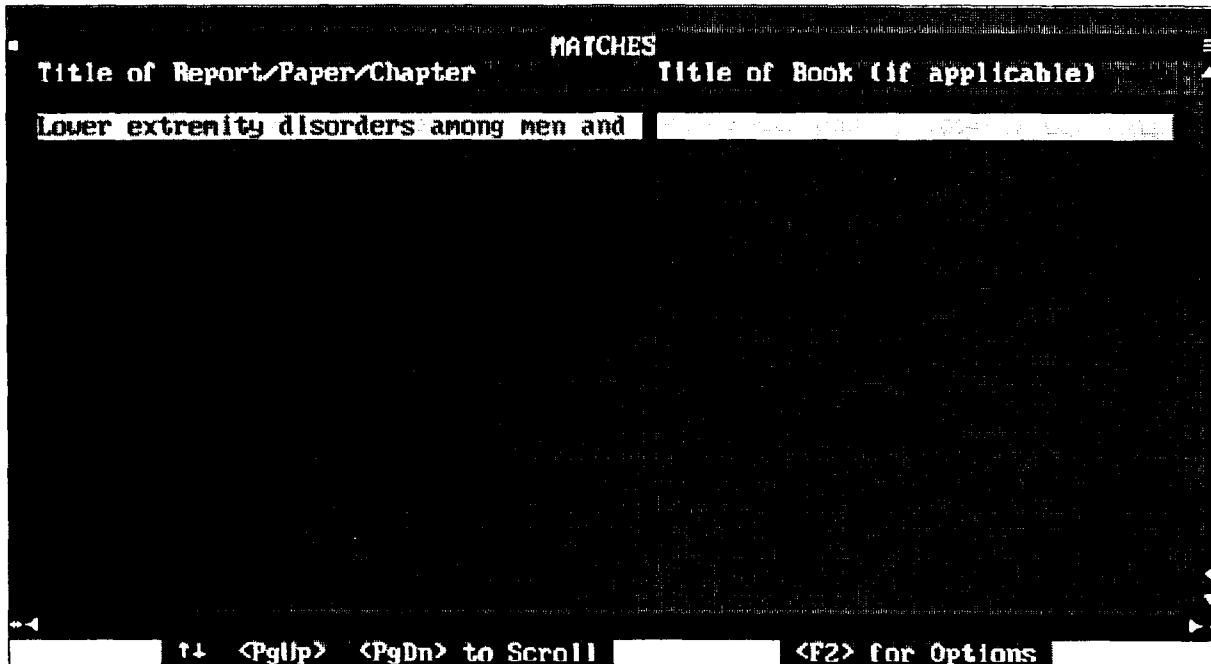 MATCHES
Title of Report/Paper/Chapter Title of Book (if applicable)
Lower extremity disorders among men and
↑↓ <PgUp> <PgDn> to Scroll <F2> for Options